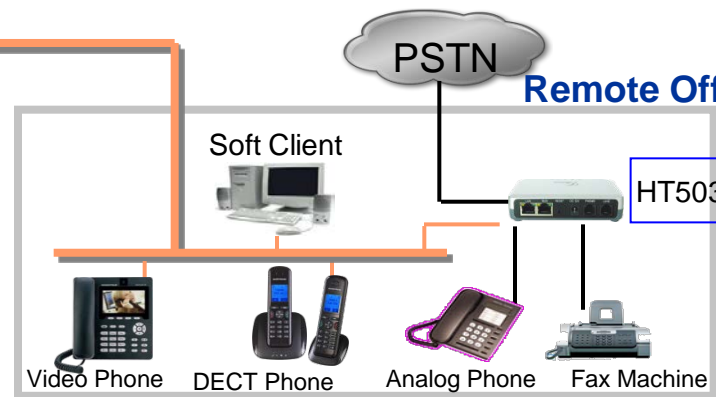 PSTN
Remote Off
Soft Client
HT503
Video Phone
DECT Phone
Analog Phone
Fax Machine